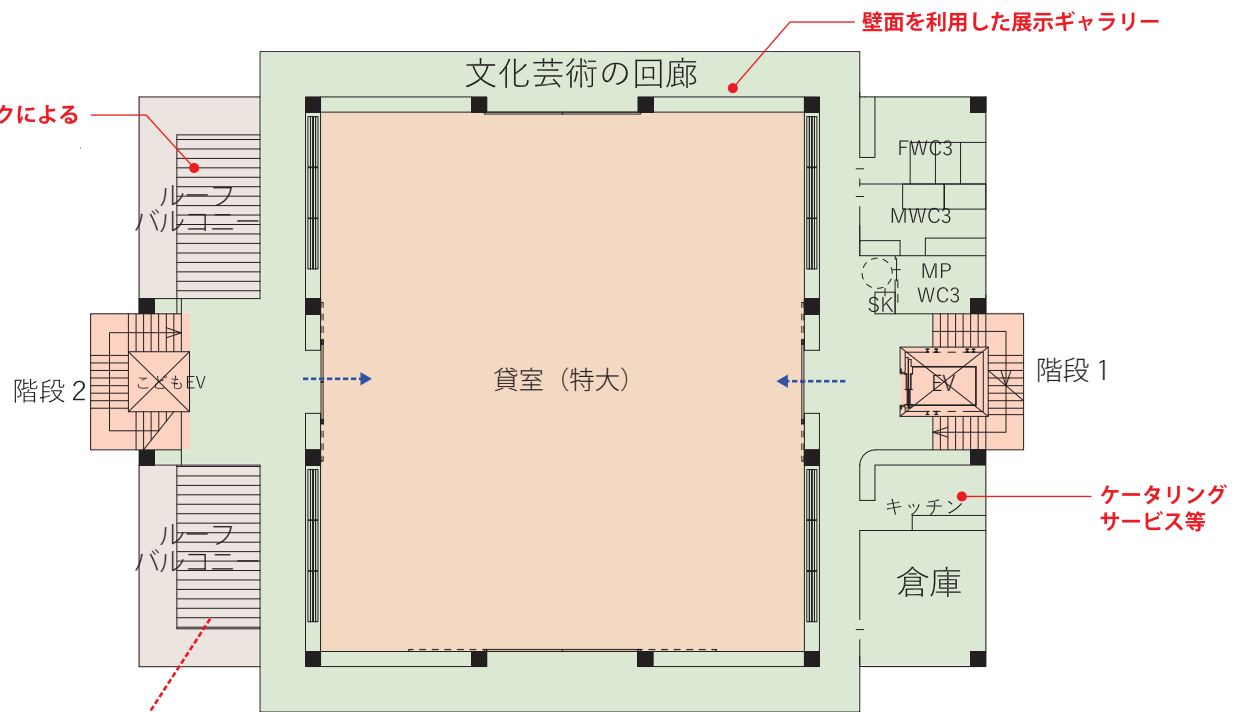 壁面を利用した展示ギャラリー
文化芸術の回廊
クによる
FWC3
ルーフ
バルコニー
MWC3
MP
WC3
SK
階段 2
こどもEV
貸室（特大）
EV
階段 1
ケータリング
サービス等
キッチン
ルーフ
バルコニー
倉庫